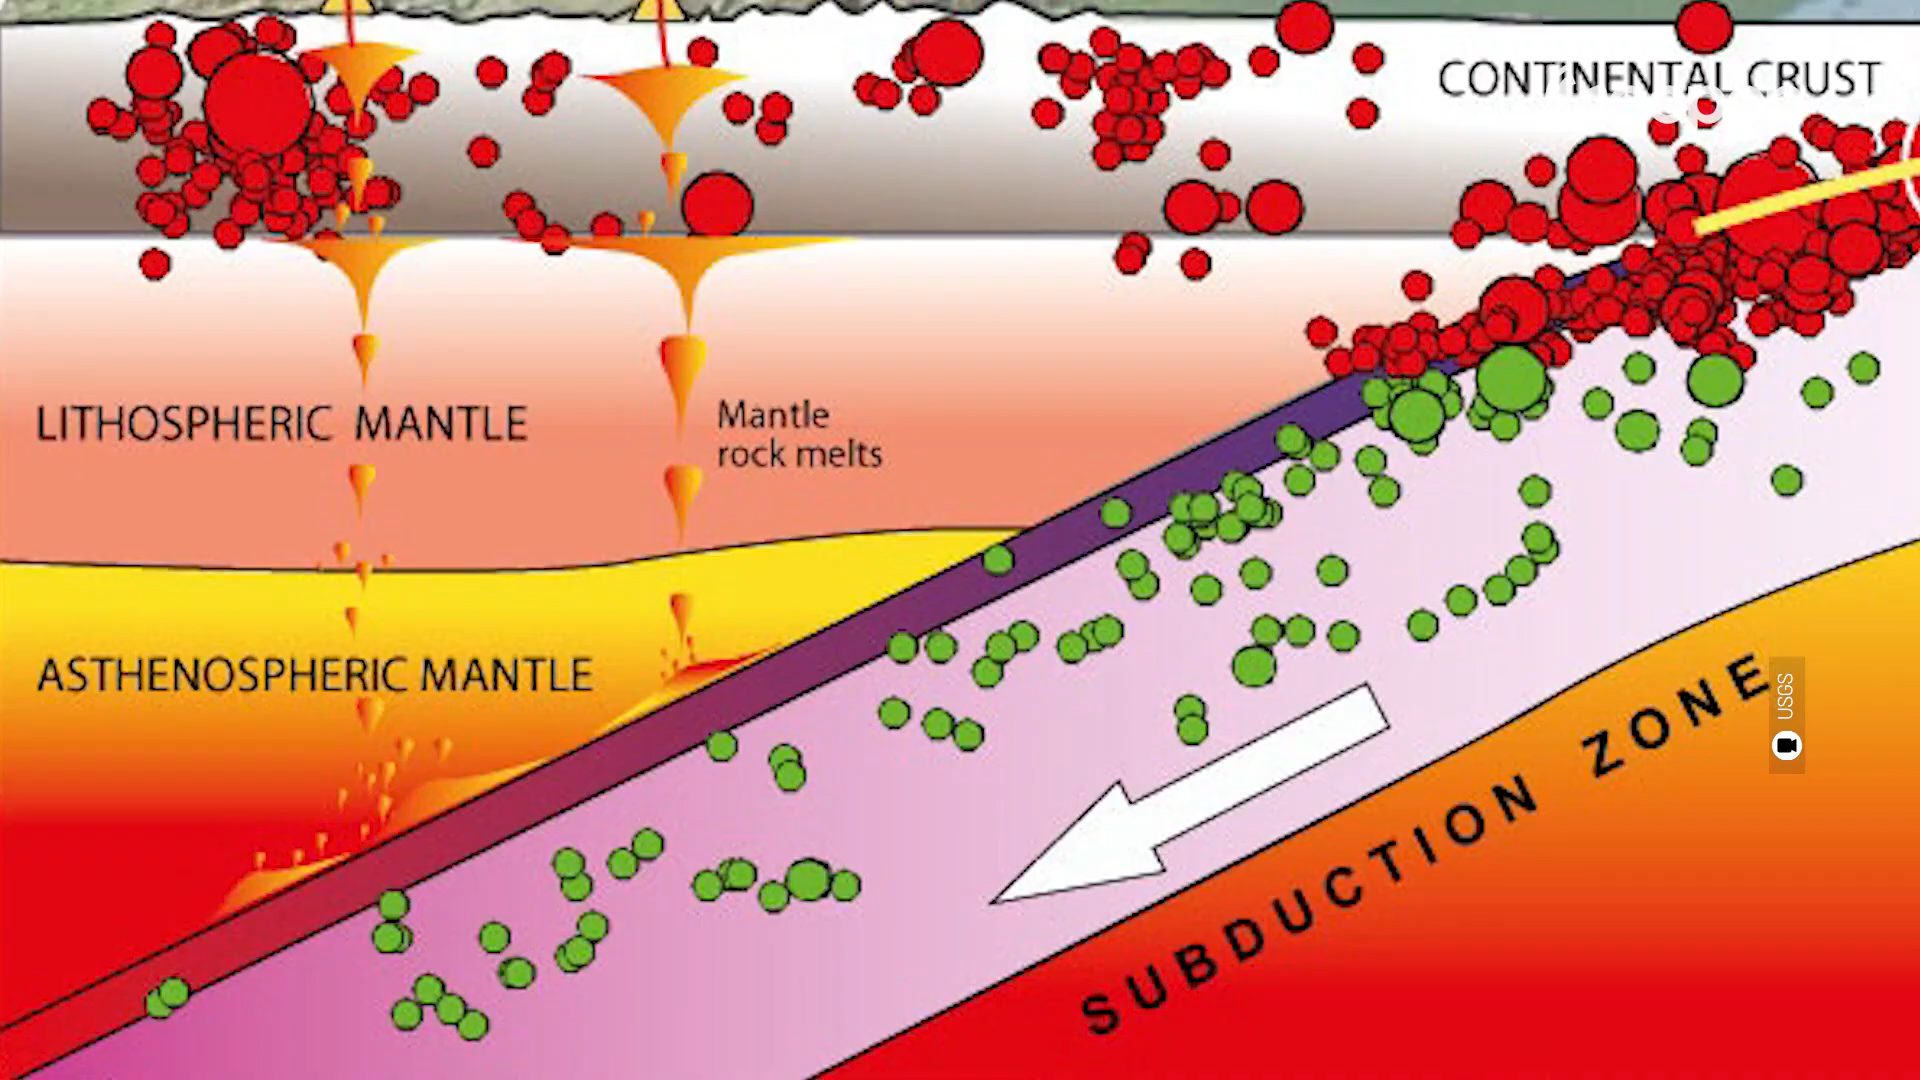 CONTINENTAL CRUST
LITHOSPHERIC MANTLE
Mantle
rock melts
ASTHENOSPHERIC MANTLE
SUBDUCTION ZONE
USGS